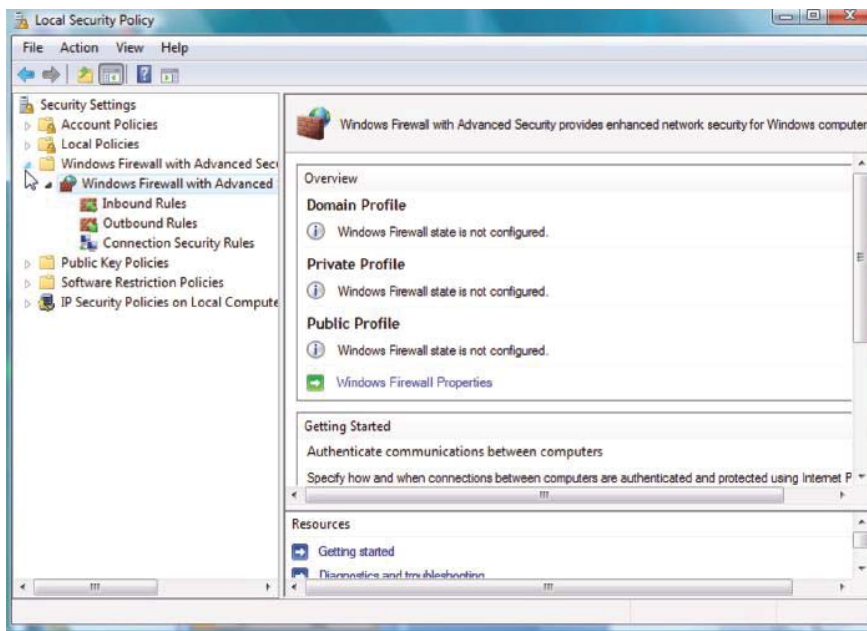 Local Security Policy
File Action View Help
Security Settings
Account Policies
Local Policies
Windows Firewall with Advanced Sec
Windows Firewall with Advanced
Inbound Rules
Outbound Rules
Connection Security Rules
Public Key Policies
Software Restriction Policies
IP Security Policies on Local Compute
Windows Firewall with Advanced Security provides enhanced network security for Windows computer
Overview
Domain Profile
Windows Firewall state is not configured.
Private Profile
Windows Firewall state is not configured.
Public Profile
Windows Firewall state is not configured.
Windows Firewall Properties
Getting Started
Authenticate communications between computers
Specify how and when connections between computers are authenticated and protected using Internet P
Resources
Getting started
Diagnostics and troubleshooting